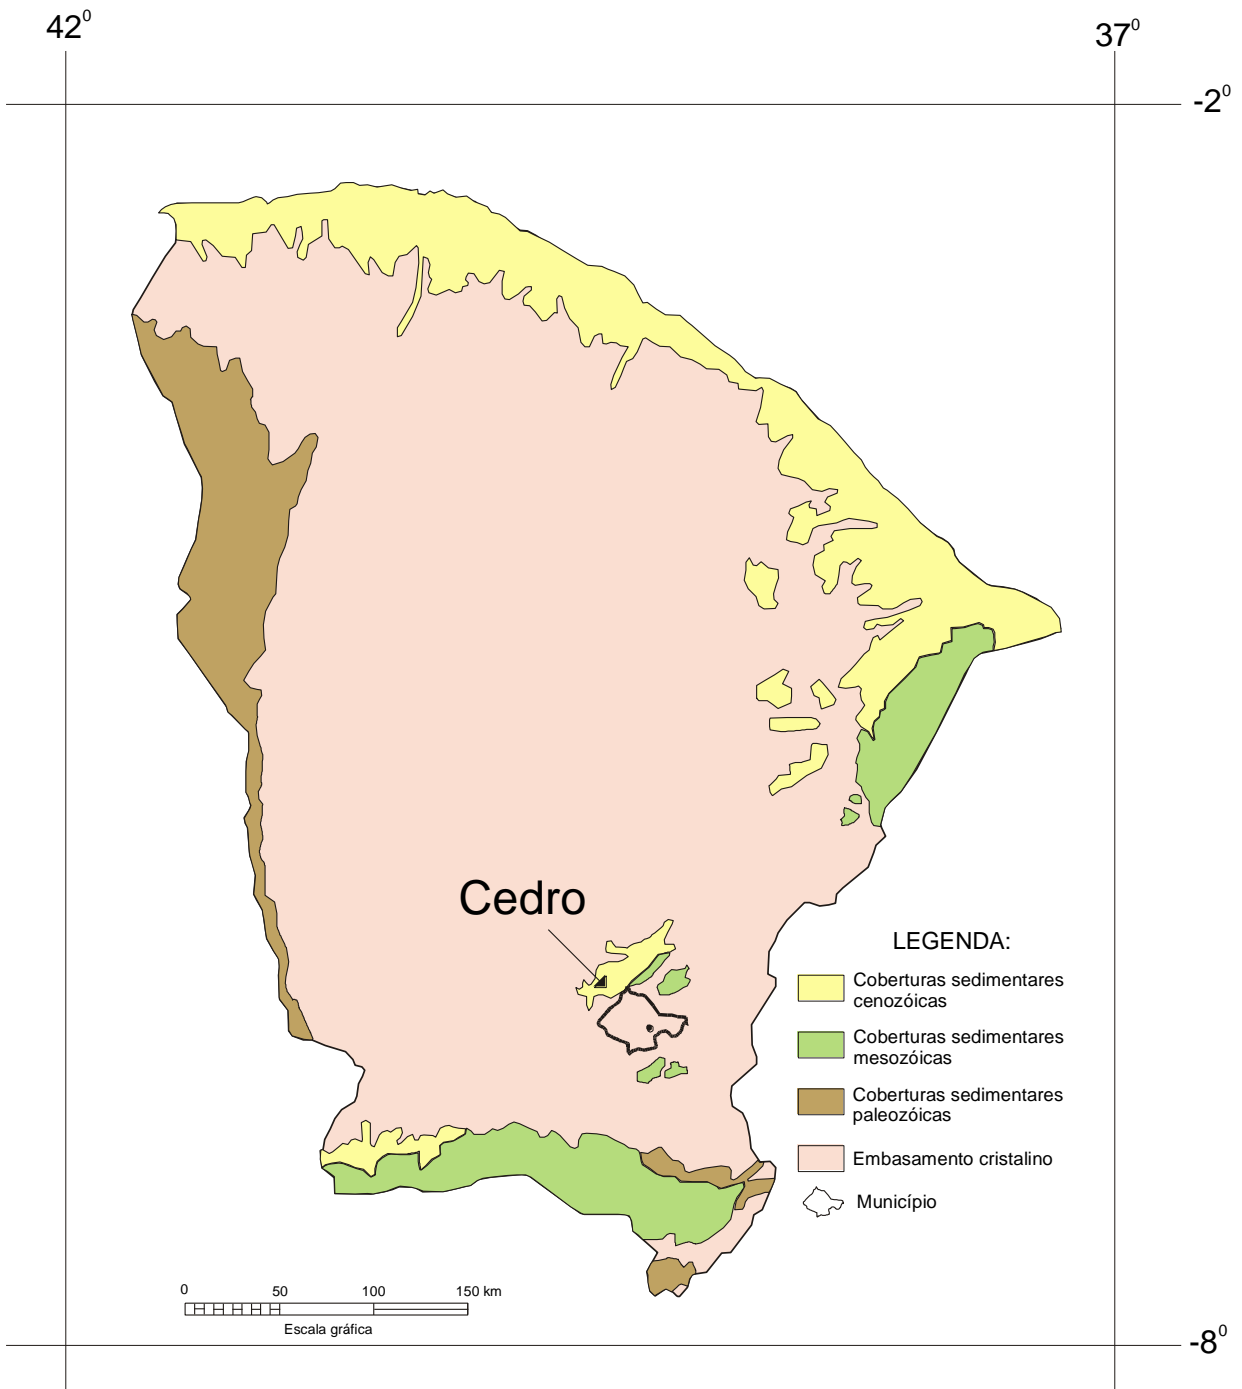 42⁰
37⁰
-2⁰
Cedro
LEGENDA:
Coberturas sedimentares
cenozóicas
Coberturas sedimentares
mesozóicas
Coberturas sedimentares
paleozóicas
Embasamento cristalino
Município
0 50 100 150 km
Escala gráfica
-8⁰